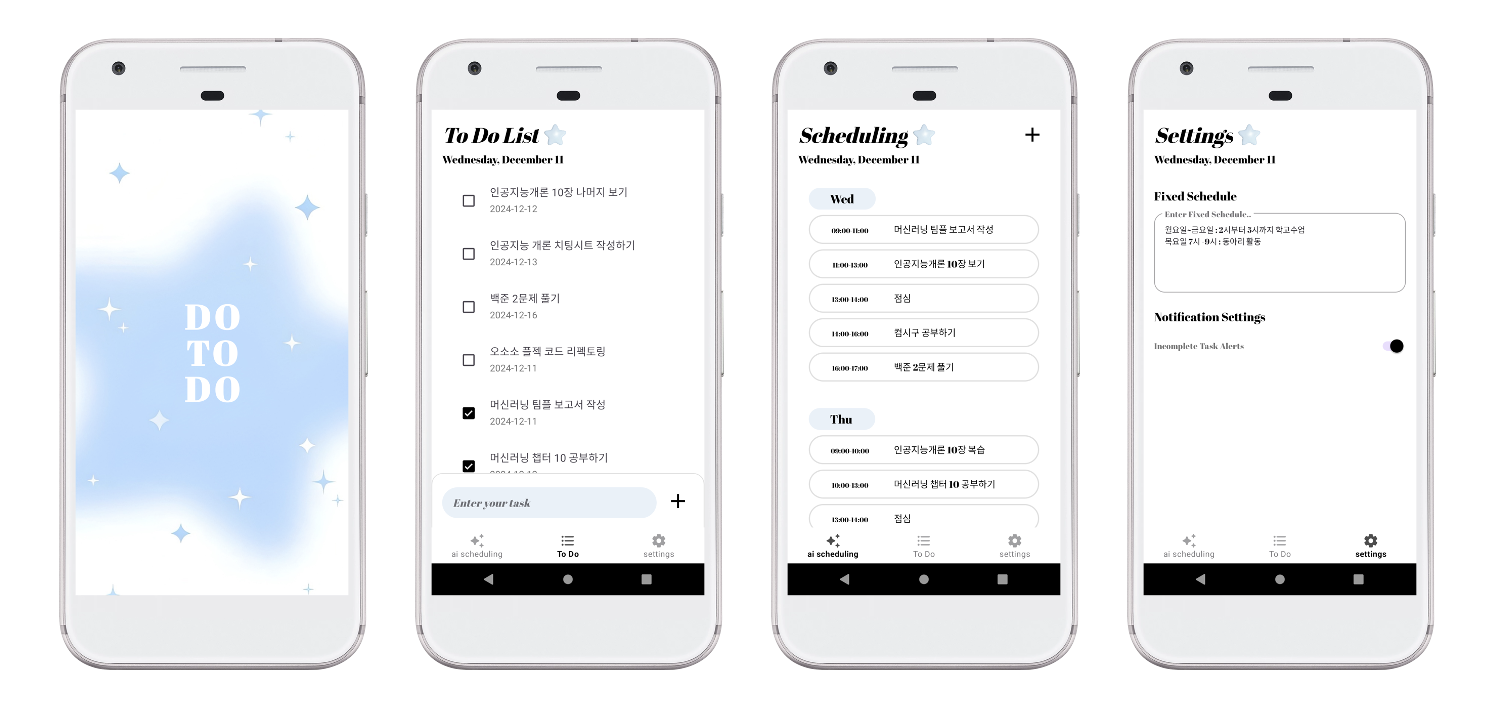 DO
TO
DO
To Do List
Wednesday, December 11
인공지능개론 10장 나머지 보기
2024-12-12
인공지능 개론 치팅시트 작성하기
2024-12-13
백준 2문제 풀기
2024-12-16
오소소 플젝 코드 리펙토링
2024-12-11
머신러닝 팀플 보고서 작성
2024-12-11
머신러닝 챕터 10 공부하기
Enter your task
ai scheduling
To Do
settings
Scheduling
Wednesday, December 11
Wed
09:00-11:00 머신러닝 팀플 보고서 작성
11:00-13:00 인공지능개론 10장 보기
13:00-14:00 점심
14:00-16:00 컴시구 공부하기
16:00-17:00 백준 2문제 풀기
Thu
09:00-10:00 인공지능개론 10장 복습
10:00-13:00 머신러닝 챕터 10 공부하기
13:00-14:00 점심
ai scheduling
To Do
settings
Settings
Wednesday, December 11
Fixed Schedule
Enter Fixed Schedule..
월요일~금요일 : 2시부터 3시까지 학교수업
목요일 7시 -9시 : 동아리 활동
Notification Settings
Incomplete Task Alerts
ai scheduling
To Do
settings